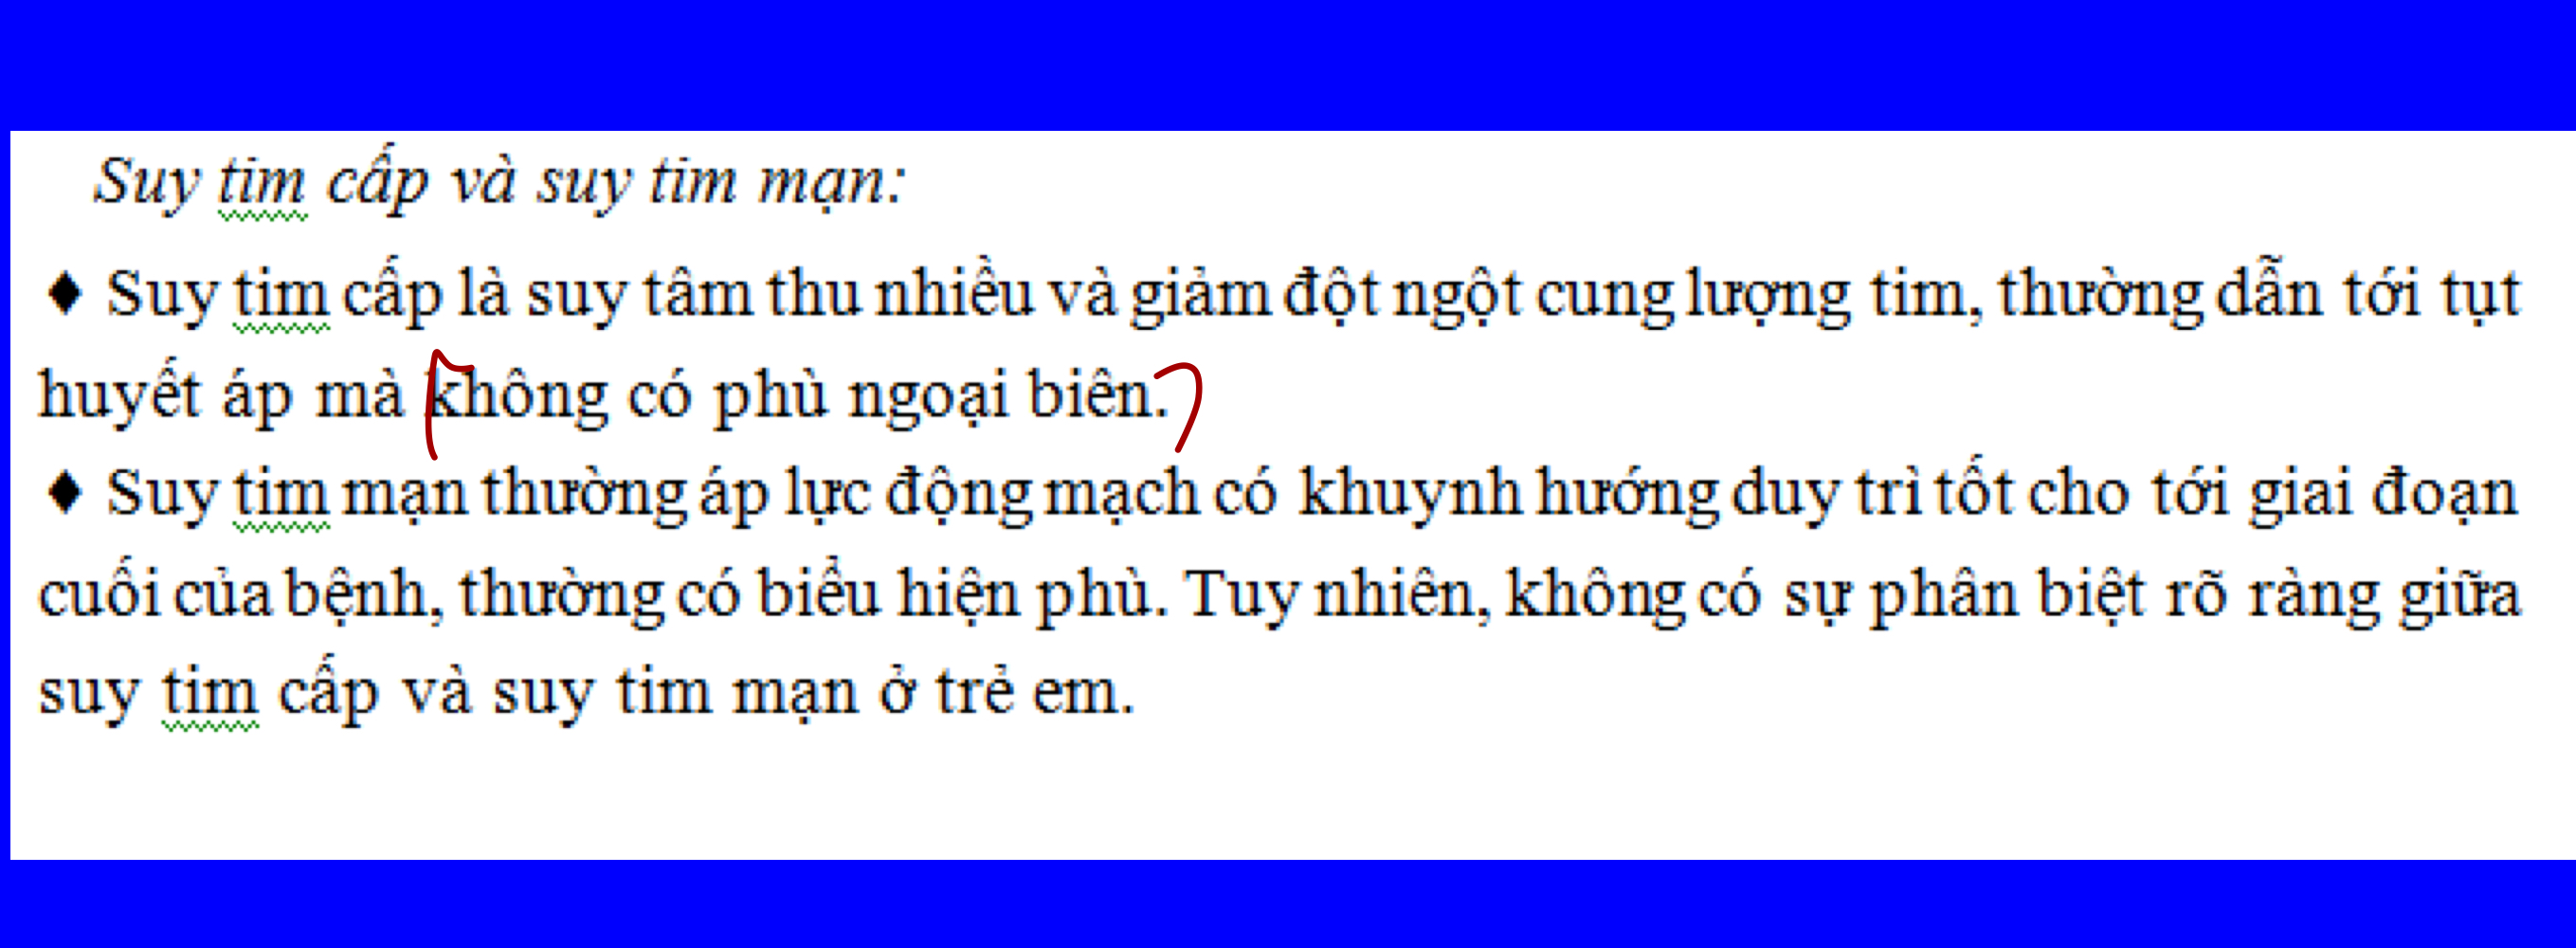 Suy tim cấp và suy tim mạn:
♦ Suy tim cấp là suy tâm thu nhiều và giảm đột ngột cung lượng tim, thường dẫn tới tụt
huyết áp mà không có phù ngoại biên.
♦ Suy tim mạn thường áp lực động mạch có khuynh hướng duy trì tốt cho tới giai đoạn
cuối của bệnh, thường có biểu hiện phù. Tuy nhiên, không có sự phân biệt rõ ràng giữa
suy tim cấp và suy tim mạn ở trẻ em.